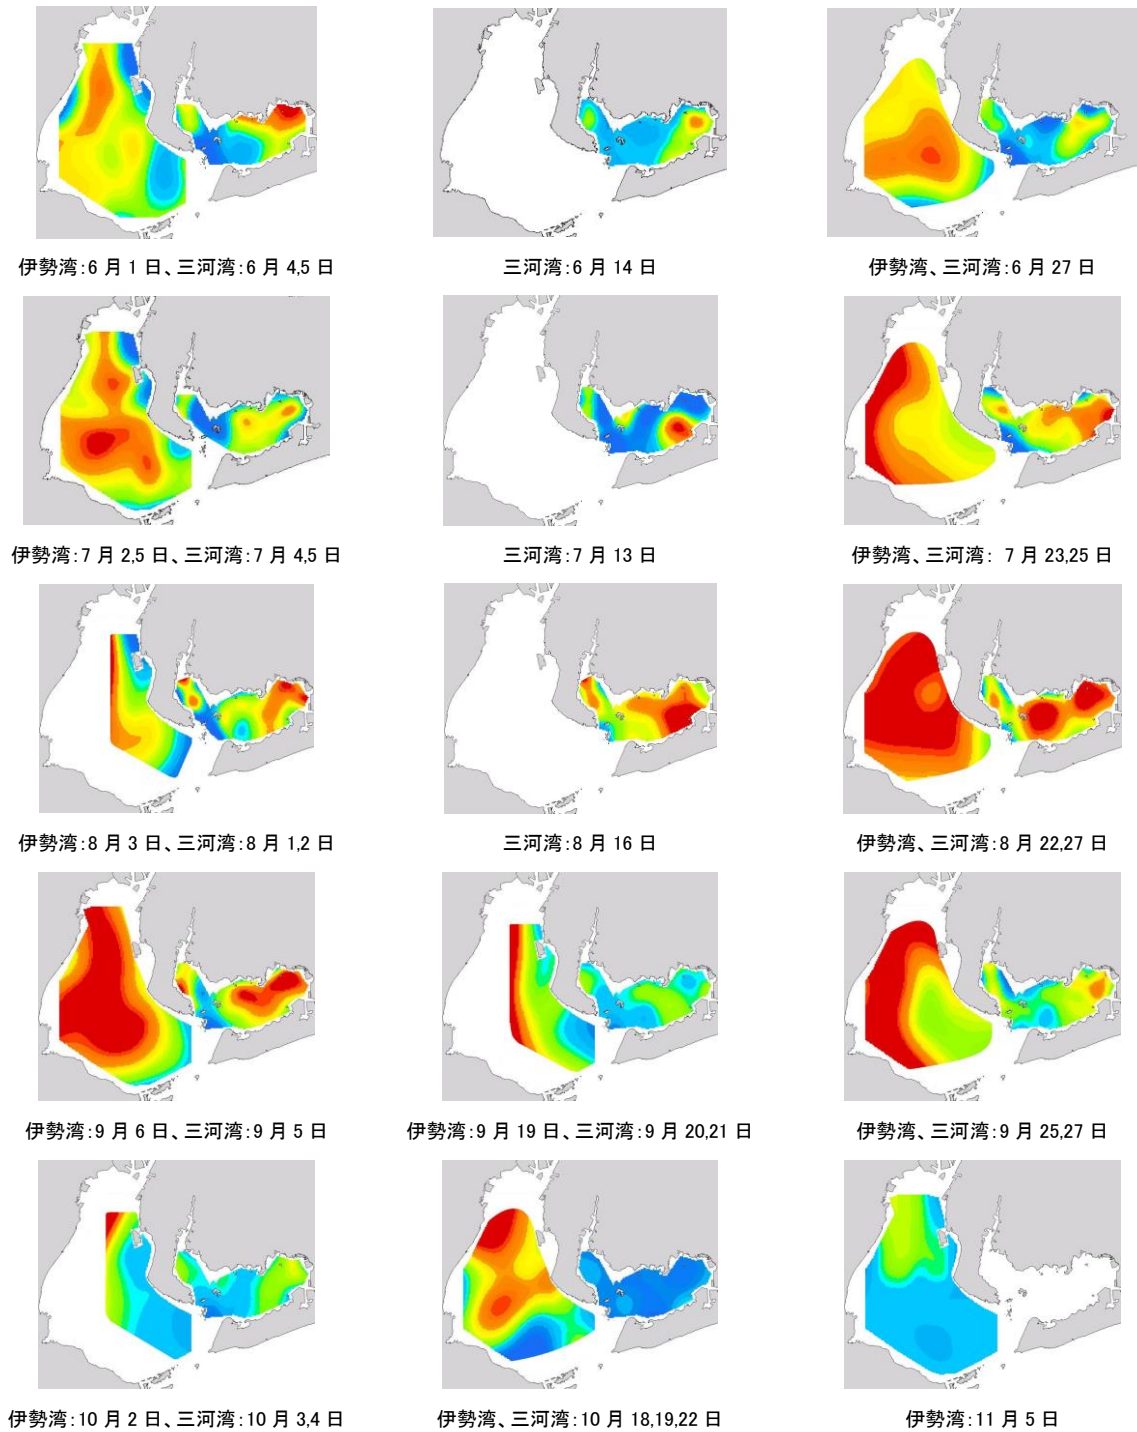 伊勢湾:6 月 1 日、三河湾:6 月 4,5 日
三河湾:6 月 14 日
伊勢湾、三河湾:6 月 27 日
伊勢湾:7 月 2,5 日、三河湾:7 月 4,5 日
三河湾:7 月 13 日
伊勢湾、三河湾: 7 月 23,25 日
伊勢湾:8 月 3 日、三河湾:8 月 1,2 日
三河湾:8 月 16 日
伊勢湾、三河湾:8 月 22,27 日
伊勢湾:9 月 6 日、三河湾:9 月 5 日
伊勢湾:9 月 19 日、三河湾:9 月 20,21 日
伊勢湾、三河湾:9 月 25,27 日
伊勢湾:10 月 2 日、三河湾:10 月 3,4 日
伊勢湾、三河湾:10 月 18,19,22 日
伊勢湾:11 月 5 日